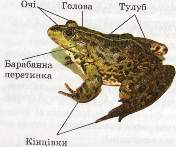 Очі
Голова
Тулуб
Барабанна
перетинка
Кінцівки